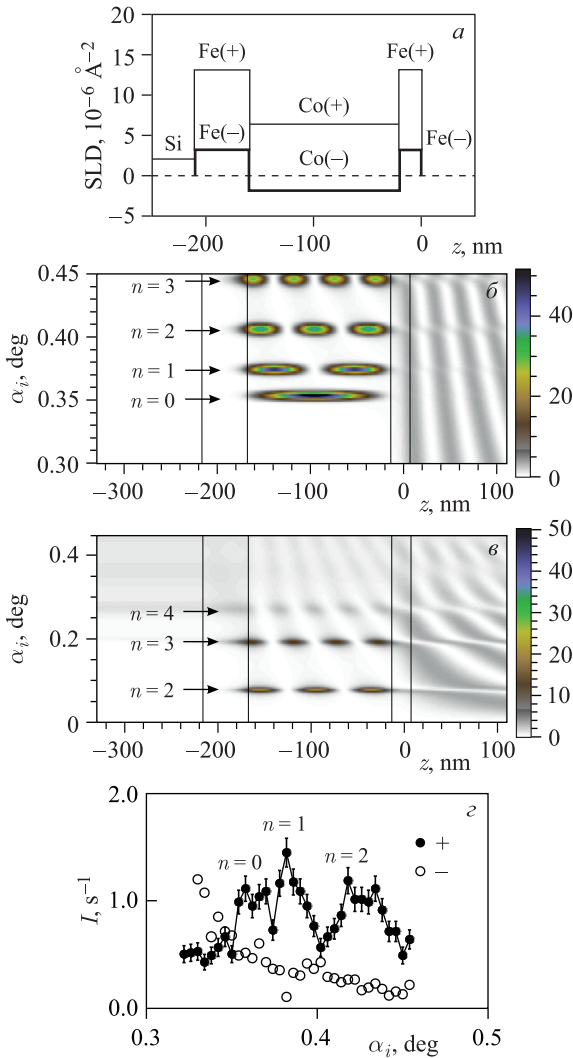 20
15
10
5
0
−5
SLD, 10⁻⁶ Å⁻²
а
Fe(+)
Fe(+)
Co(+)
Si
Fe(−)
Fe(−)
Co(−)
−200
−100
0
z, nm
0.45
0.40
0.35
0.30
αᵢ, deg
n = 3
n = 2
n = 1
n = 0
б
40
20
0
−300
−200
−100
0
100
z, nm
0.4
0.2
0
αᵢ, deg
n = 4
n = 3
n = 2
в
50
40
30
20
10
0
−300
−200
−100
0
100
z, nm
2.0
1.0
0.0
I, s⁻¹
г
n = 1
n = 0
n = 2
+
−
0.3
0.4
0.5
αᵢ, deg